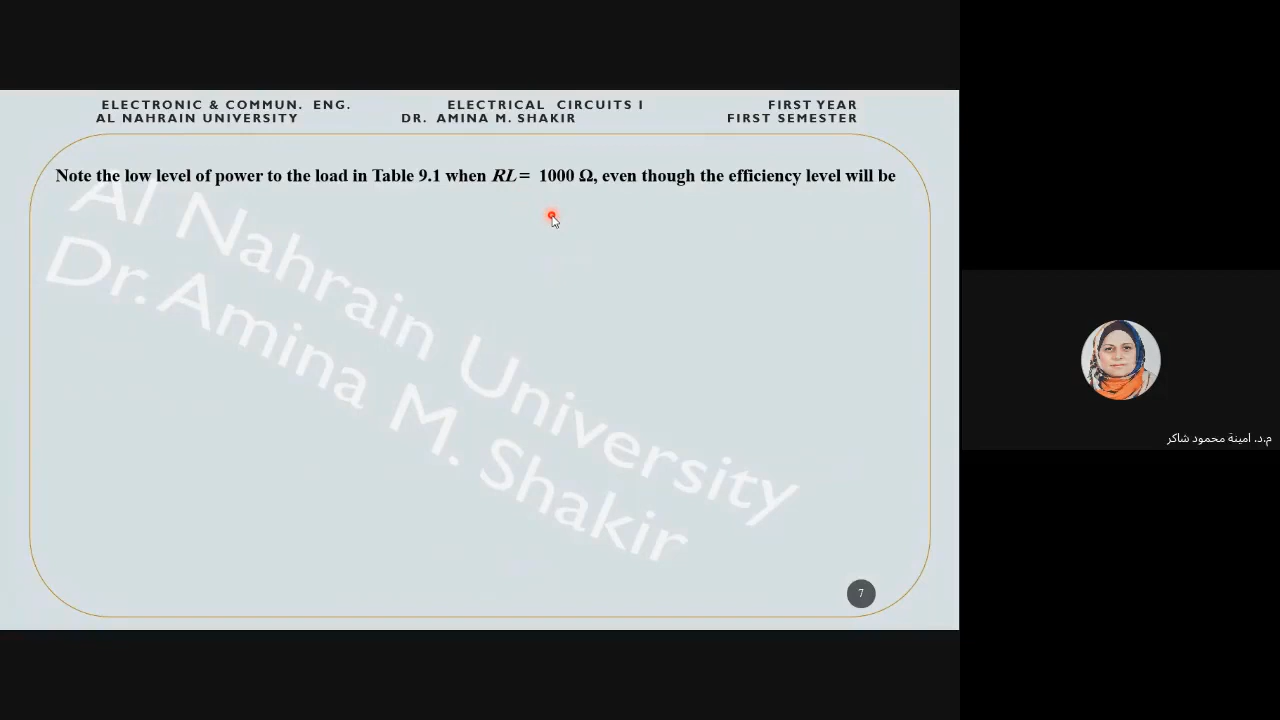 ELECTRONIC & COMMUN. ENG. ELECTRICAL CIRCUITS I FIRST YEAR
AL NAHRAIN UNIVERSITY DR. AMINA M. SHAKIR FIRST SEMESTER
Note the low level of power to the load in Table 9.1 when RL = 1000 Ω, even though the efficiency level will be
Al Nahrain University
Dr. Amina M. Shakir
7
م.د. امينة محمود شاكر